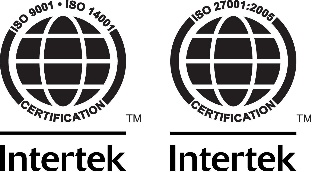 ISO 9001 • ISO 14001
CERTIFICATION
TM
Intertek
ISO 27001:2005
CERTIFICATION
TM
Intertek